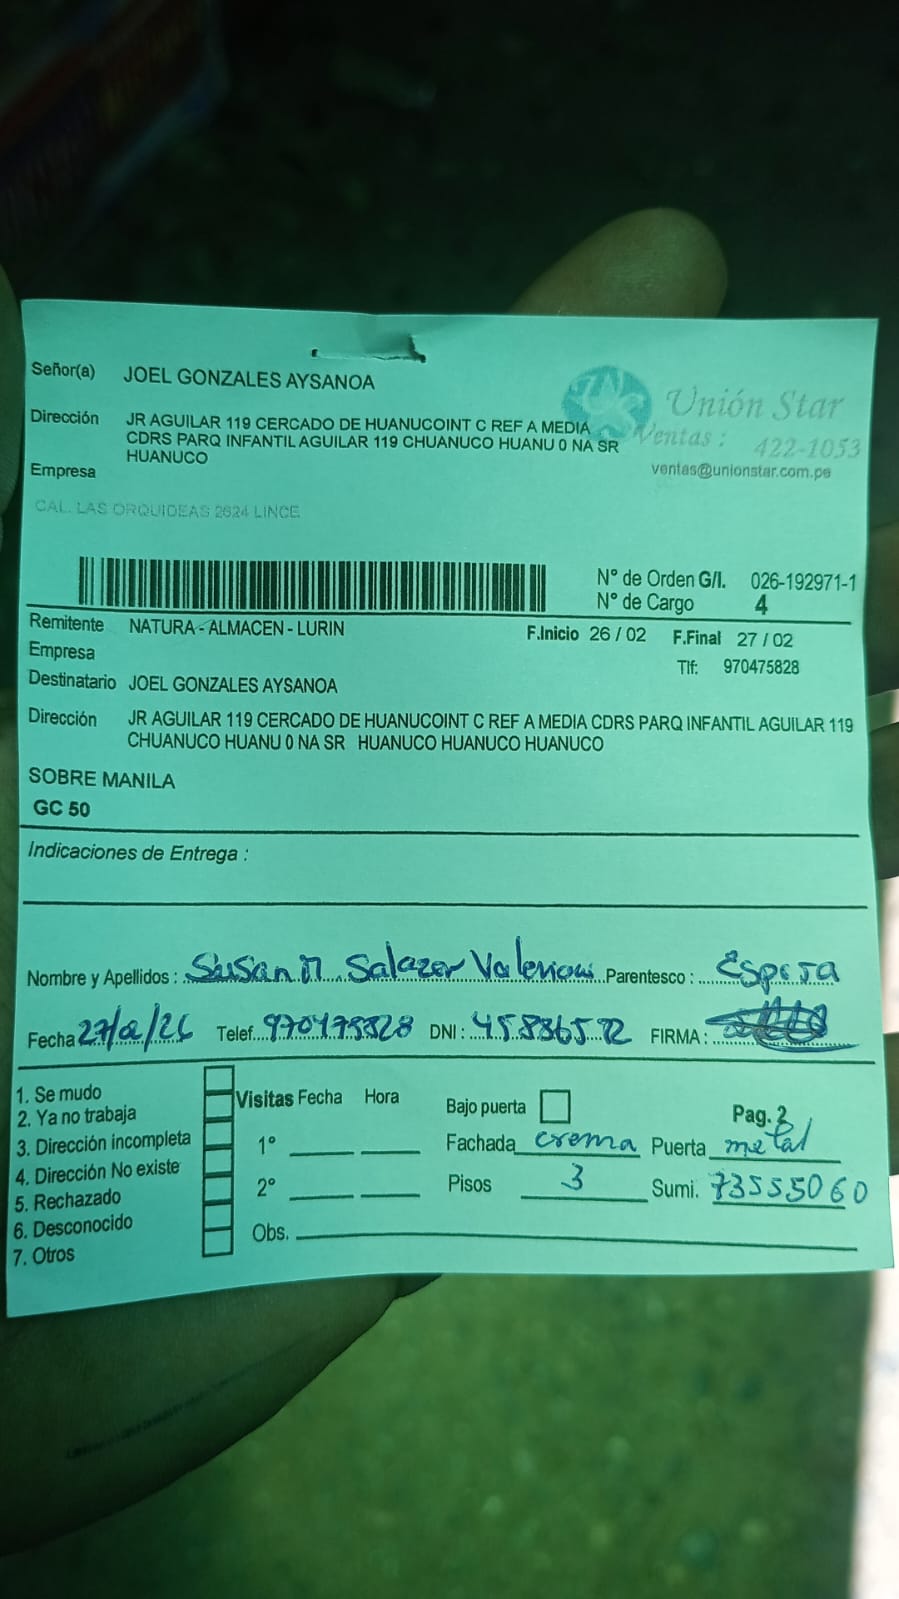 Señor(a) JOEL GONZALES AYSANOA
Dirección JR AGUILAR 119 CERCADO DE HUANUCOINT C REF A MEDIA
CDRS PARQ INFANTIL AGUILAR 119 CHUANUCO HUANU 0 NA SR
HUANUCO
Empresa
Unión Star
Ventas : 422-1053
ventas@unionstar.com.pe
CAL. LAS ORQUIDEAS 2624 LINCE
N° de Orden G/I. 026-192971-1
N° de Cargo 4
Remitente NATURA - ALMACEN - LURIN F.Inicio 26 / 02 F.Final 27 / 02
Empresa Tlf: 970475828
Destinatario JOEL GONZALES AYSANOA
Dirección JR AGUILAR 119 CERCADO DE HUANUCOINT C REF A MEDIA CDRS PARQ INFANTIL AGUILAR 119
CHUANUCO HUANU 0 NA SR HUANUCO HUANUCO HUANUCO
SOBRE MANILA
GC 50
Indicaciones de Entrega :
Nombre y Apellidos : Susan M Salazar Parentesco : Esposa
Fecha 27/02/26 Telef. 970475828 DNI : FIRMA :
1. Se mudo
2. Ya no trabaja
3. Dirección incompleta
4. Dirección No existe
5. Rechazado
6. Desconocido
7. Otros
Visitas Fecha Hora
1°
2°
Obs.
Bajo puerta Pag. 2
Fachada crema Puerta metal
Pisos 3 Sumi. 73555060